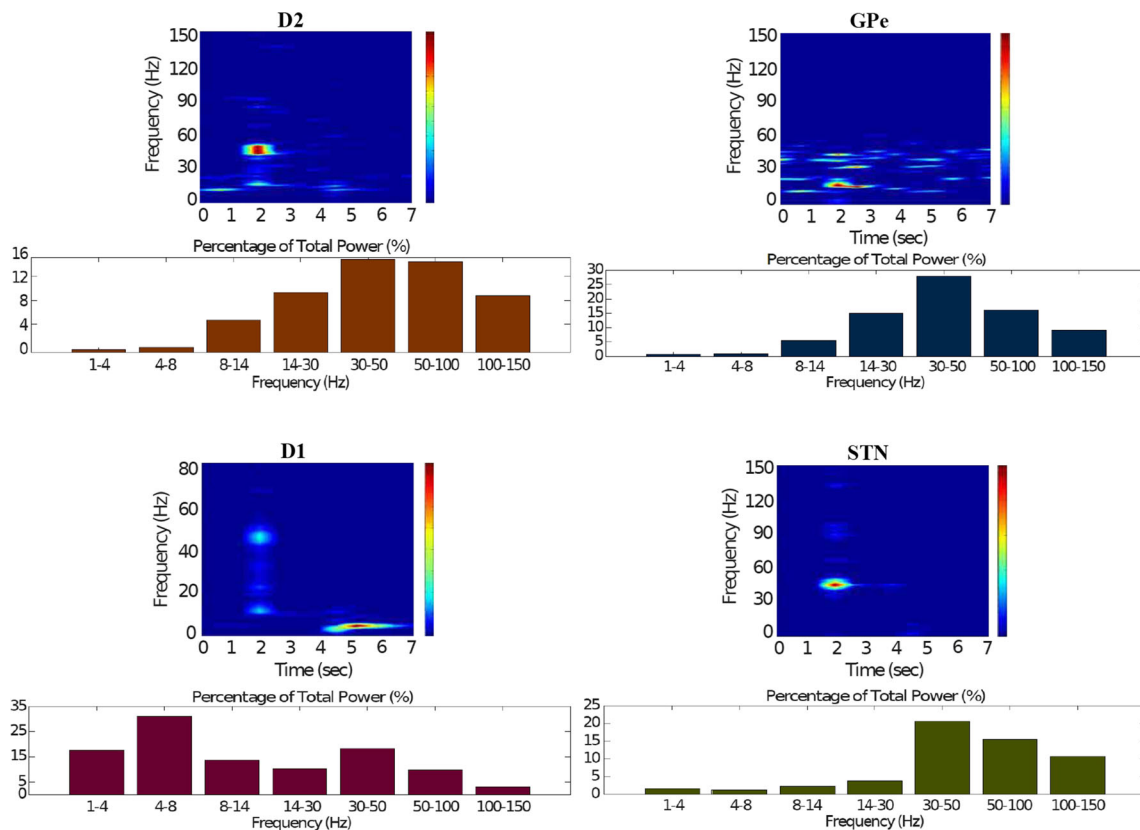 D2
Frequency (Hz)
150
120
90
60
30
0
0 1 2 3 4 5 6 7
Percentage of Total Power (%)
16
12
4
0
1-4 4-8 8-14 14-30 30-50 50-100 100-150
Frequency (Hz)
GPe
Frequency (Hz)
150
120
90
60
30
0
0 1 2 3 4 5 6 7
Time (sec)
Percentage of Total Power (%)
30
25
20
15
10
5
0
1-4 4-8 8-14 14-30 30-50 50-100 100-150
Frequency (Hz)
D1
Frequency (Hz)
80
60
40
20
0
0 1 2 3 4 5 6 7
Time (sec)
Percentage of Total Power (%)
35
25
15
5
0
1-4 4-8 8-14 14-30 30-50 50-100 100-150
Frequency (Hz)
STN
Frequency (Hz)
150
120
90
60
30
0
0 1 2 3 4 5 6 7
Time (sec)
Percentage of Total Power (%)
25
20
15
10
5
0
1-4 4-8 8-14 14-30 30-50 50-100 100-150
Frequency (Hz)